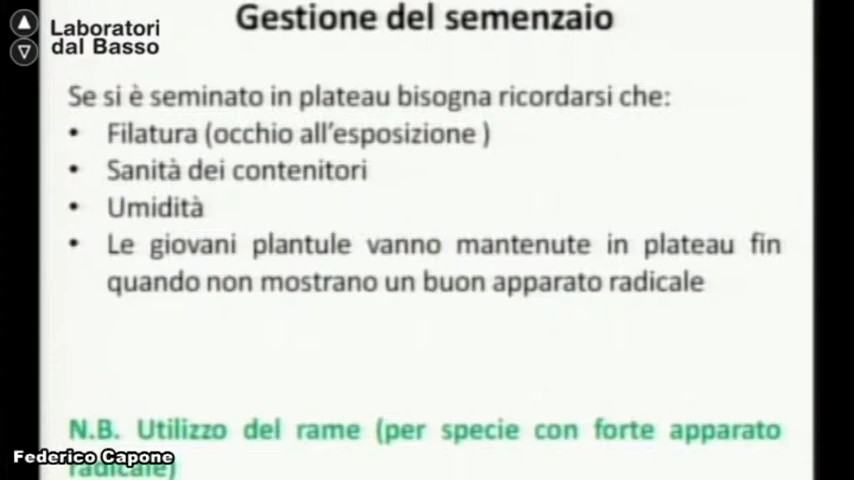 Gestione del semenzaio
Laboratori
dal Basso
Se si è seminato in plateau bisogna ricordarsi che:
• Filatura (occhio all'esposizione )
• Sanità dei contenitori
• Umidità
• Le giovani plantule vanno mantenute in plateau fin
quando non mostrano un buon apparato radicale
N.B. Utilizzo del rame (per specie con forte apparato
radicale)
Federico Capone